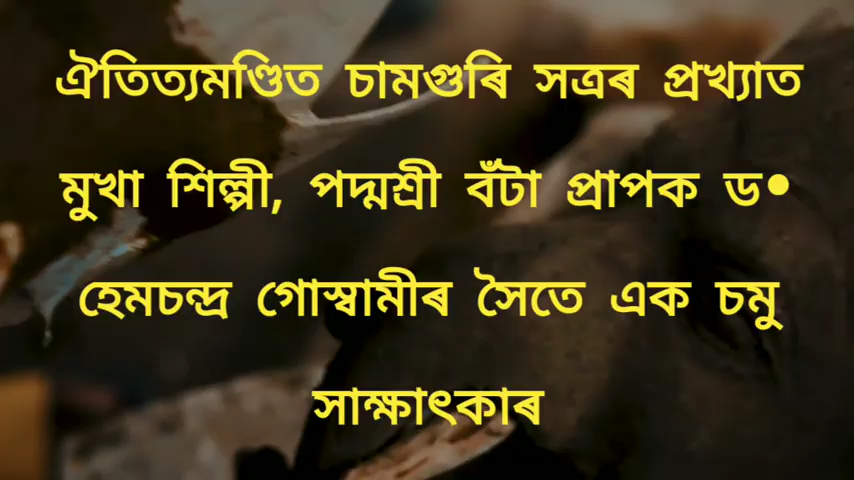 ঐতিত্যমণ্ডিত চামগুৰি সত্ৰৰ প্ৰখ্যাত
মুখা শিল্পী, পদ্মশ্ৰী বঁটা প্ৰাপক ড•
হেমচন্দ্ৰ গোস্বামীৰ সৈতে এক চমু
সাক্ষাৎকাৰ